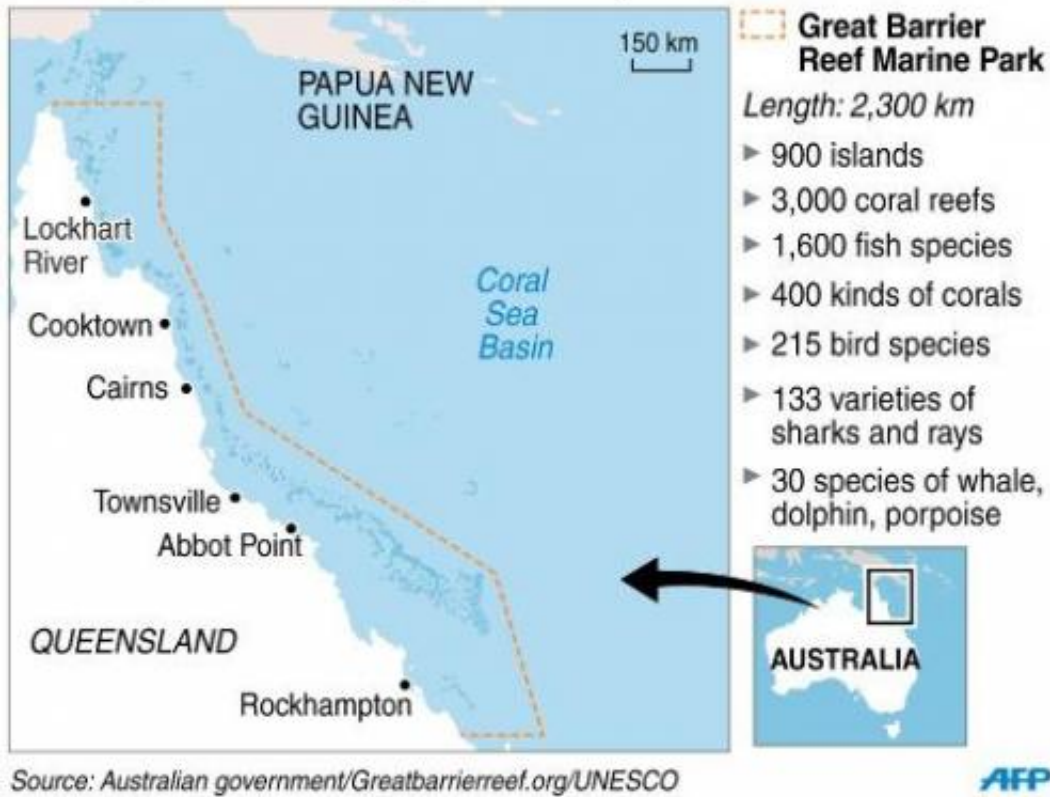 150 km
PAPUA NEW
GUINEA
Lockhart
River
Coral
Sea
Basin
Cooktown
Cairns
Townsville
Abbot Point
QUEENSLAND
Rockhampton
Great Barrier
Reef Marine Park
Length: 2,300 km
900 islands
3,000 coral reefs
1,600 fish species
400 kinds of corals
215 bird species
133 varieties of
sharks and rays
30 species of whale,
dolphin, porpoise
AUSTRALIA
Source: Australian government/Greatbarrierreef.org/UNESCO
AFP